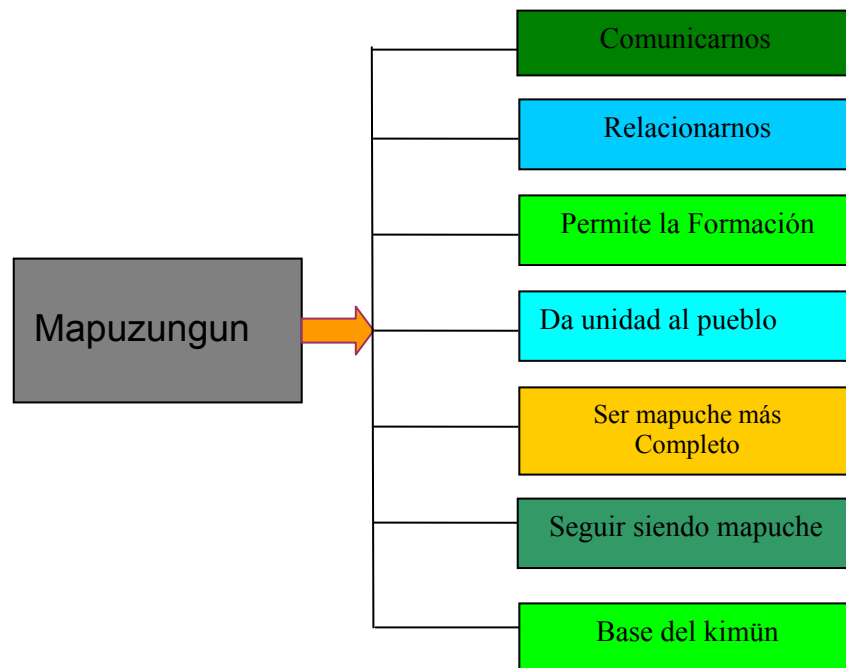 Comunicarnos
Relacionarnos
Permite la Formación
Mapuzungun
Da unidad al pueblo
Ser mapuche más
Completo
Seguir siendo mapuche
Base del kimün